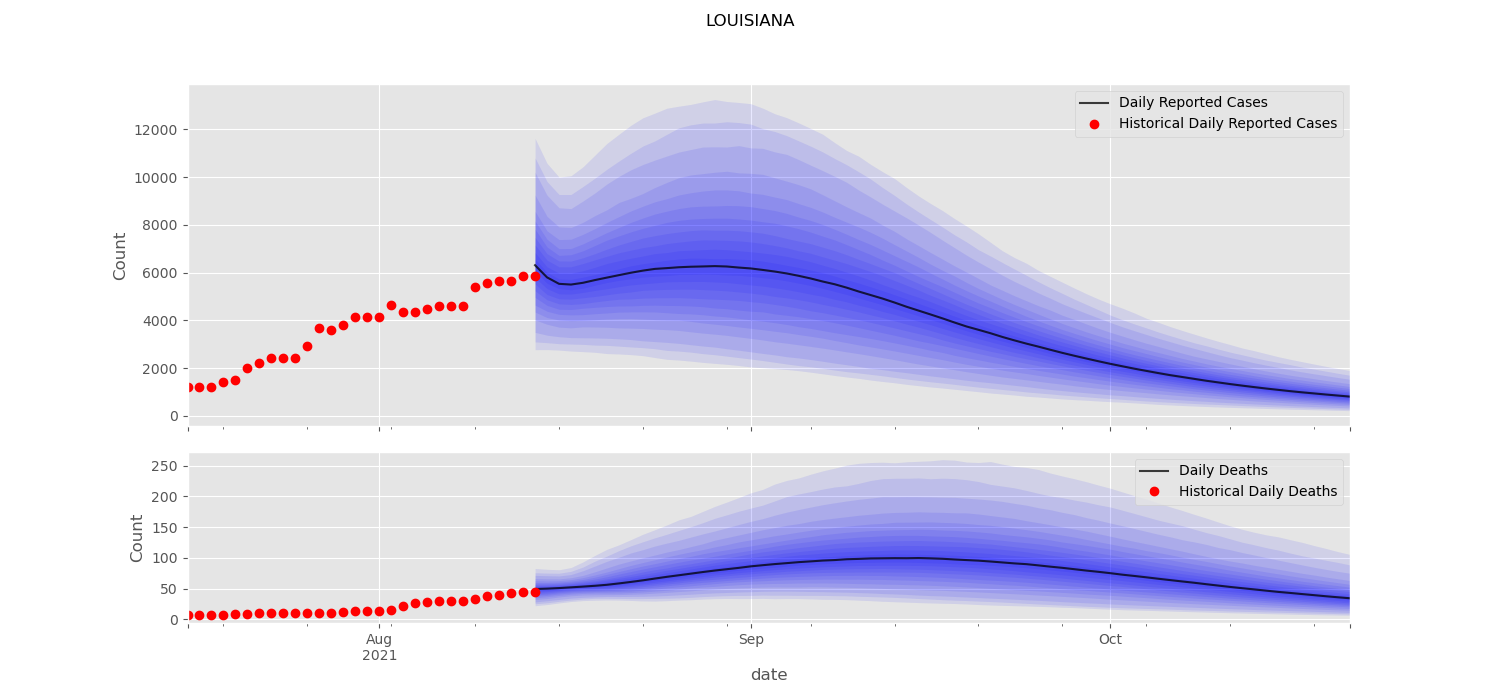 LOUISIANA
Daily Reported Cases
Historical Daily Reported Cases
Count
12000
10000
8000
6000
4000
2000
0
Daily Deaths
Historical Daily Deaths
Count
250
200
150
100
50
0
Aug
2021
Sep
Oct
date